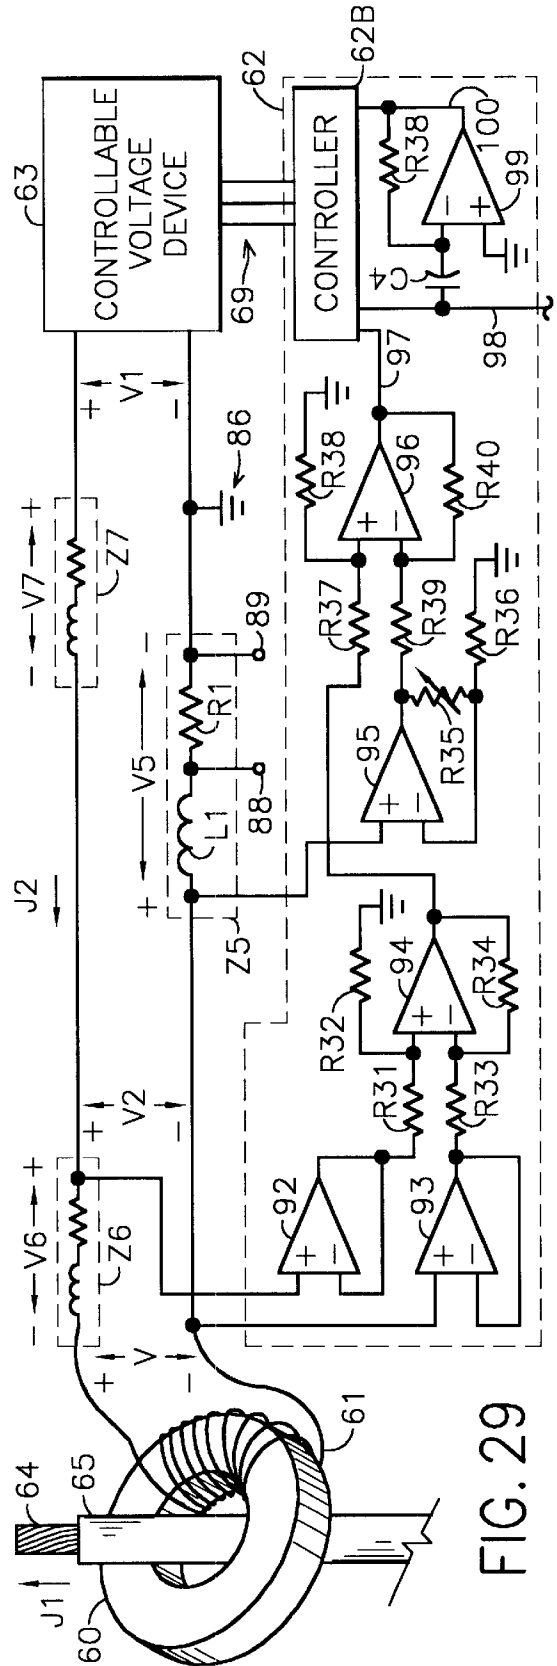 63
CONTROLLABLE
VOLTAGE
DEVICE
69
62
62B
CONTROLLER
R38
C4
100
99
−
+
98
97
V1
+
−
86
+
V7
−
Z7
J2
−
V5
+
R1
L1
89
88
Z5
V2
+
−
+
V6
−
Z6
V
+
−
61
64
65
J1
60
92
+
−
93
+
−
R31
R32
R33
R34
94
+
−
95
+
−
R35
R36
R37
R38
R39
R40
96
+
−
FIG. 29